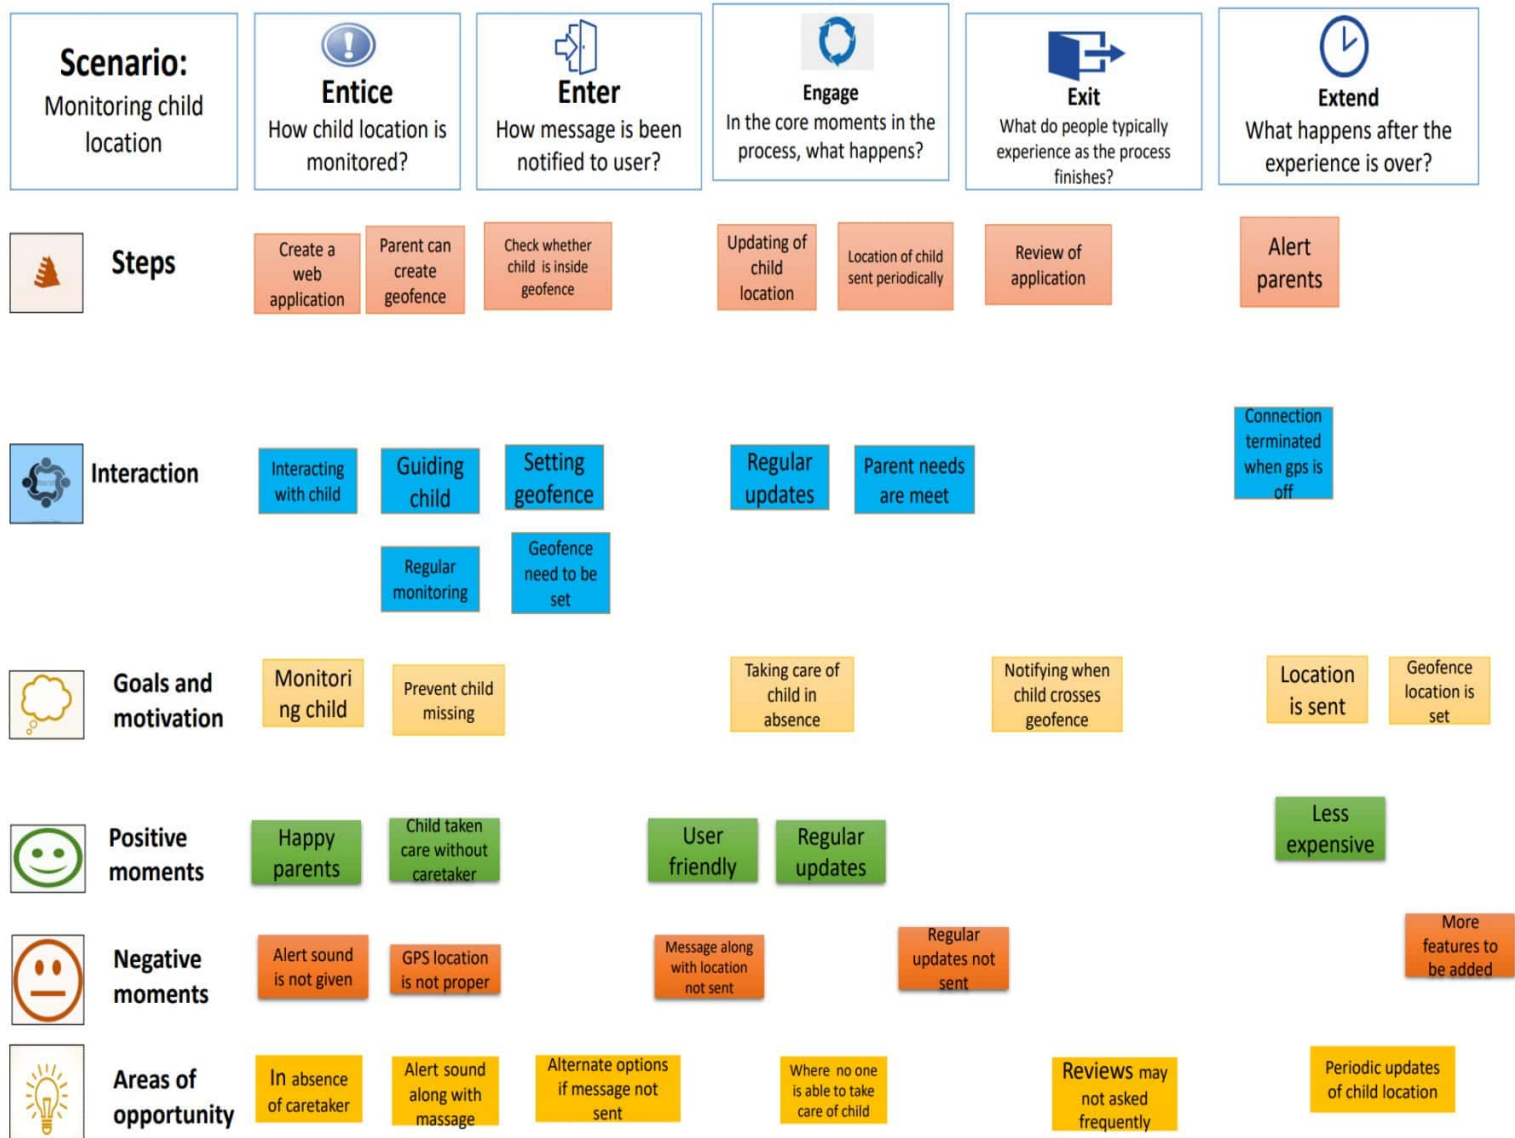 Scenario:
Monitoring child
location
Entice
How child location is
monitored?
Enter
How message is been
notified to user?
Engage
In the core moments in the
process, what happens?
Exit
What do people typically
experience as the process
finishes?
Extend
What happens after the
experience is over?
Steps
Create a
web
application
Parent can
create
geofence
Check whether
child is inside
geofence
Updating of
child
location
Location of child
sent periodically
Review of
application
Alert
parents
Interaction
Interacting
with child
Guiding
child
Setting
geofence
Regular
updates
Parent needs
are meet
Connection
terminated
when gps is
off
Regular
monitoring
Geofence
need to be
set
Goals and
motivation
Monitori
ng child
Prevent child
missing
Taking care of
child in
absence
Notifying when
child crosses
geofence
Location
is sent
Geofence
location is
set
Positive
moments
Happy
parents
Child taken
care without
caretaker
User
friendly
Regular
updates
Less
expensive
Negative
moments
Alert sound
is not given
GPS location
is not proper
Message along
with location
not sent
Regular
updates not
sent
More
features to
be added
Areas of
opportunity
In absence
of caretaker
Alert sound
along with
massage
Alternate options
if message not
sent
Where no one
is able to take
care of child
Reviews may
not asked
frequently
Periodic updates
of child location